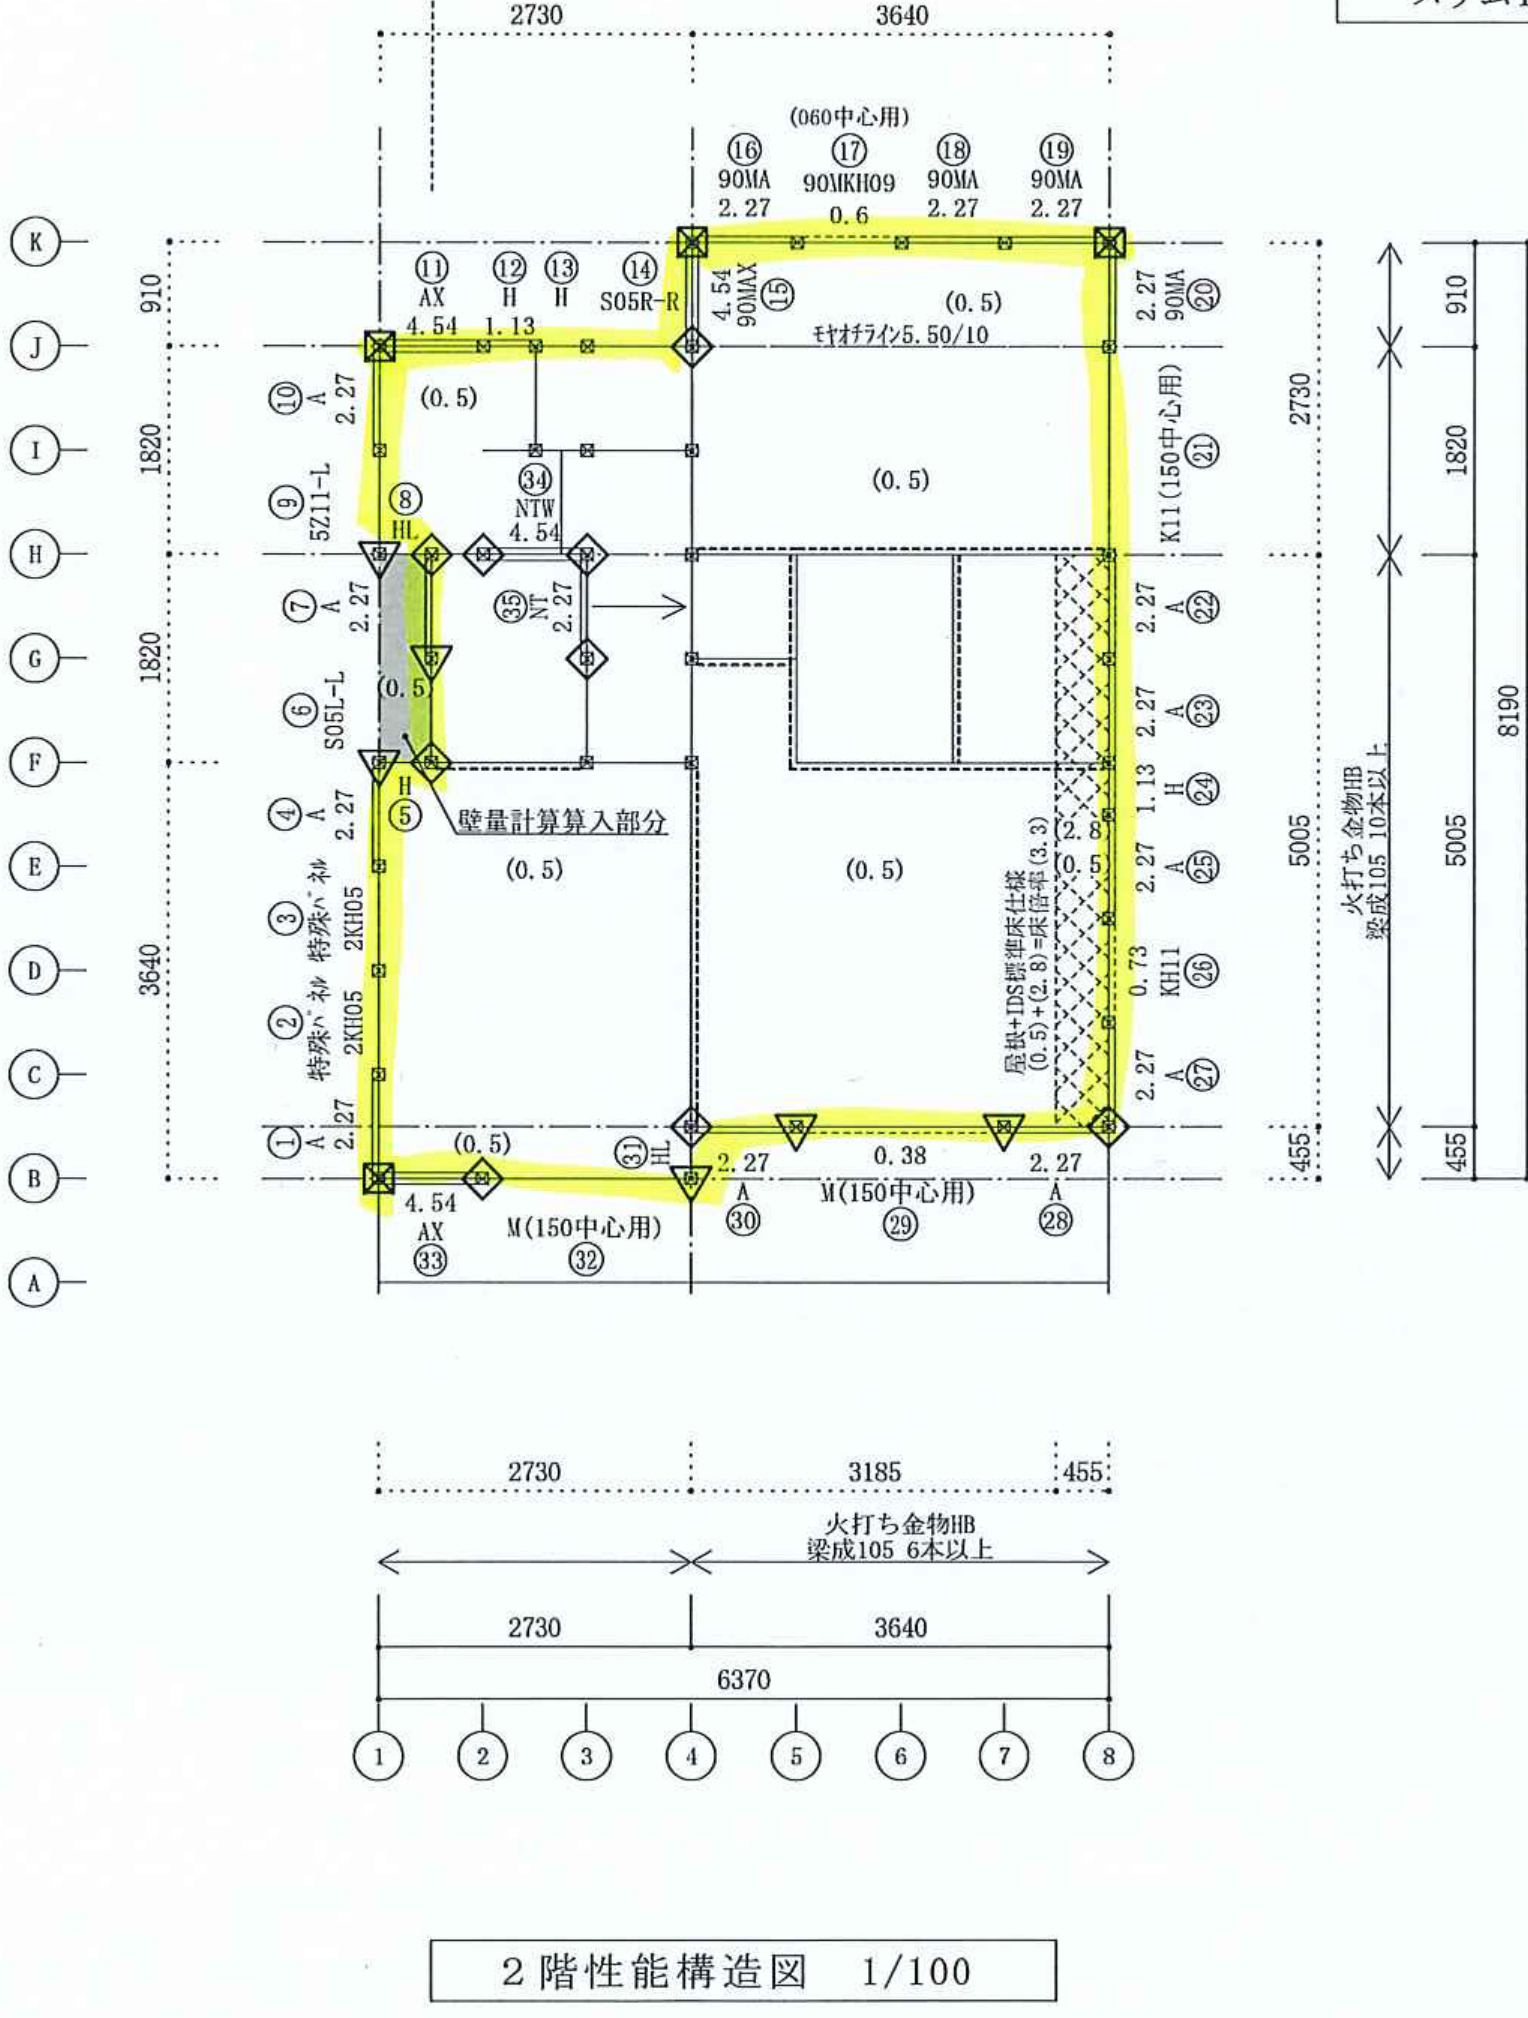 2730
3640
(060中心用)
⑯
90MA
2.27
⑰
90MKH09
0.6
⑱
90MA
2.27
⑲
90MA
2.27
K
⑪
AX
4.54
⑫
H
1.13
⑬
H
⑭
S05R-R
4.54
90MAX
⑮
(0.5)
2.27
90MA
⑳
910
910
J
モヤオチライン5.50/10
⑩
A
2.27
(0.5)
1820
I
(0.5)
K11(150中心用)
㉑
2730
1820
⑨
5Z11-L
⑧
HL
㉞
NTW
4.54
H
⑦
A
2.27
㉟
NT
2.27
2.27
A
㉒
G
1820
(0.5)
⑥
S05L-L
2.27
A
㉓
8190
F
④
A
2.27
H
⑤
壁量計算算入部分
1.13
H
㉔
火打ち金物HB
梁成105 10本以上
(2.8)
5005
5005
E
(0.5)
(0.5)
(0.5)
2.27
A
㉕
屋根+IDS標準床仕様
(0.5)+(2.8)=床倍率(3.3)
③
特殊パネル
2KH05
D
3640
0.73
KH11
㉖
②
特殊パネル
2KH05
C
2.27
A
㉗
①
A
2.27
(0.5)
㉛
HL
2.27
0.38
2.27
455
455
B
4.54
AX
㉝
M(150中心用)
㉜
A
㉚
M(150中心用)
㉙
A
㉘
A
2730
3185
455
火打ち金物HB
梁成105 6本以上
2730
3640
6370
1
2
3
4
5
6
7
8
2階性能構造図 1/100